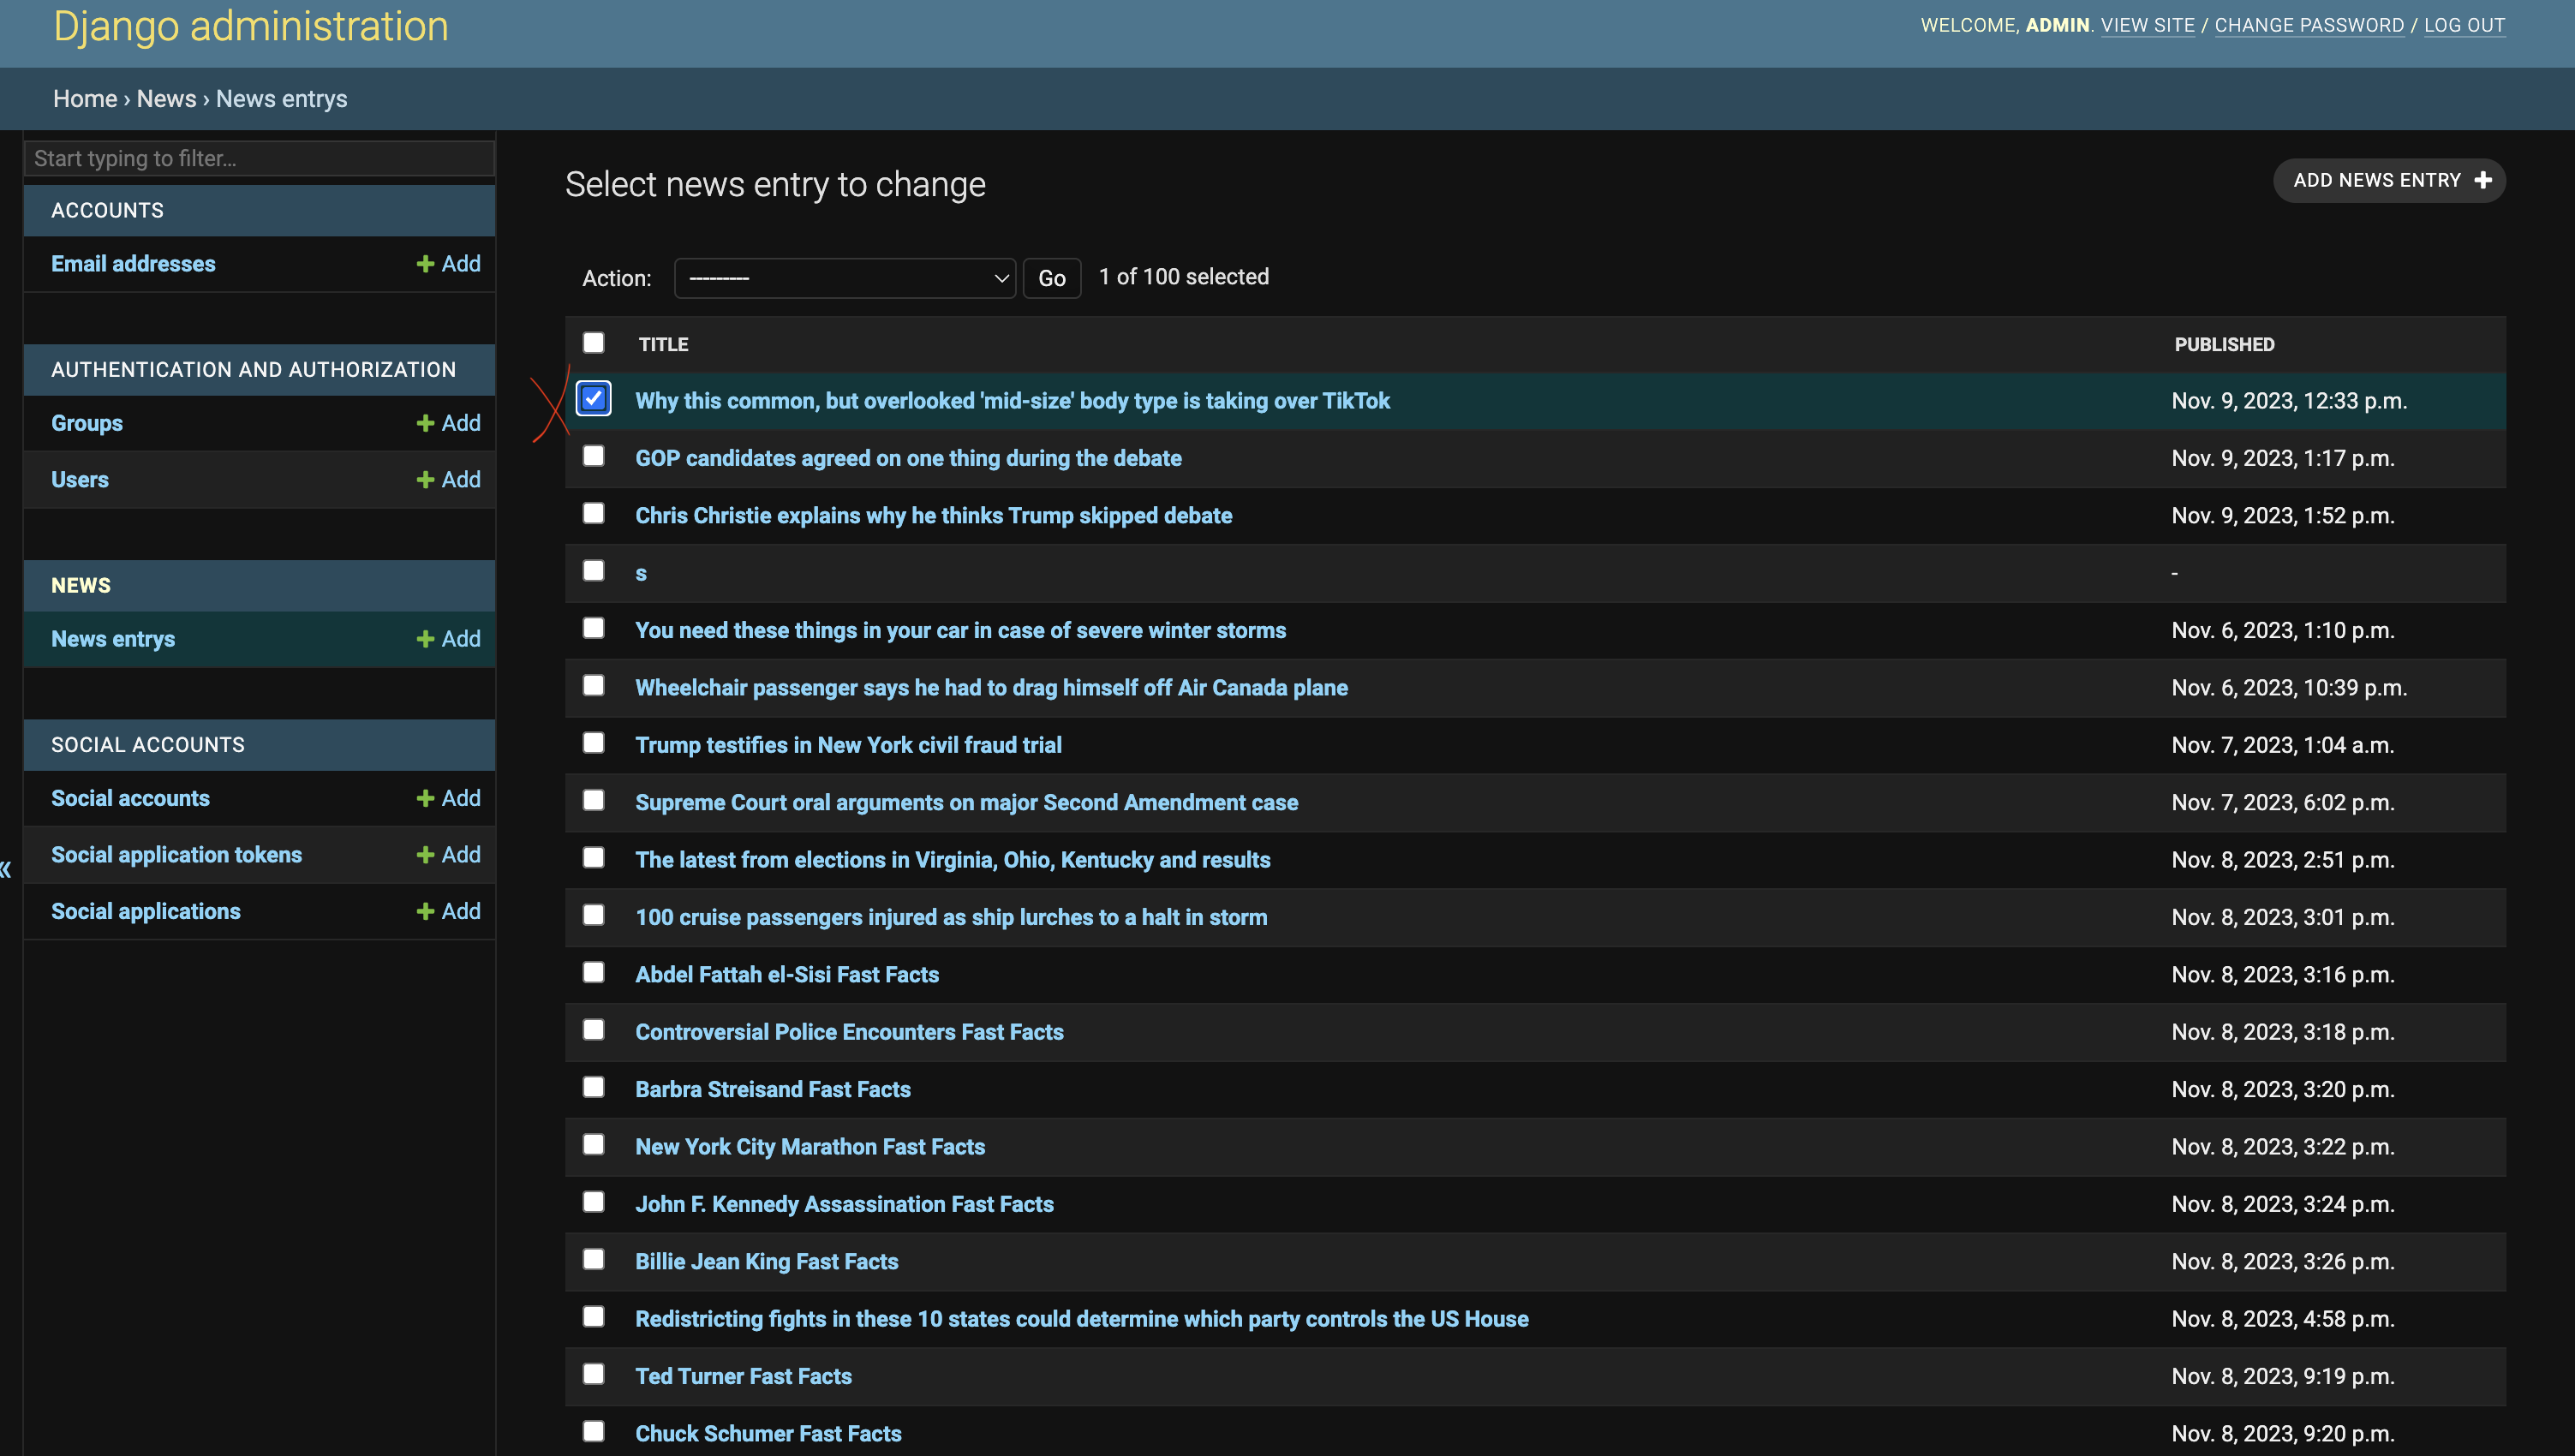 Django administration
WELCOME, ADMIN. VIEW SITE / CHANGE PASSWORD / LOG OUT
Home › News › News entrys
Start typing to filter...
ACCOUNTS
Email addresses + Add
AUTHENTICATION AND AUTHORIZATION
Groups + Add
Users + Add
NEWS
News entrys + Add
SOCIAL ACCOUNTS
Social accounts + Add
Social application tokens + Add
Social applications + Add
«
Select news entry to change
ADD NEWS ENTRY +
Action: --------- Go 1 of 100 selected
TITLE PUBLISHED
Why this common, but overlooked 'mid-size' body type is taking over TikTok Nov. 9, 2023, 12:33 p.m.
GOP candidates agreed on one thing during the debate Nov. 9, 2023, 1:17 p.m.
Chris Christie explains why he thinks Trump skipped debate Nov. 9, 2023, 1:52 p.m.
s -
You need these things in your car in case of severe winter storms Nov. 6, 2023, 1:10 p.m.
Wheelchair passenger says he had to drag himself off Air Canada plane Nov. 6, 2023, 10:39 p.m.
Trump testifies in New York civil fraud trial Nov. 7, 2023, 1:04 a.m.
Supreme Court oral arguments on major Second Amendment case Nov. 7, 2023, 6:02 p.m.
The latest from elections in Virginia, Ohio, Kentucky and results Nov. 8, 2023, 2:51 p.m.
100 cruise passengers injured as ship lurches to a halt in storm Nov. 8, 2023, 3:01 p.m.
Abdel Fattah el-Sisi Fast Facts Nov. 8, 2023, 3:16 p.m.
Controversial Police Encounters Fast Facts Nov. 8, 2023, 3:18 p.m.
Barbra Streisand Fast Facts Nov. 8, 2023, 3:20 p.m.
New York City Marathon Fast Facts Nov. 8, 2023, 3:22 p.m.
John F. Kennedy Assassination Fast Facts Nov. 8, 2023, 3:24 p.m.
Billie Jean King Fast Facts Nov. 8, 2023, 3:26 p.m.
Redistricting fights in these 10 states could determine which party controls the US House Nov. 8, 2023, 4:58 p.m.
Ted Turner Fast Facts Nov. 8, 2023, 9:19 p.m.
Chuck Schumer Fast Facts Nov. 8, 2023, 9:20 p.m.